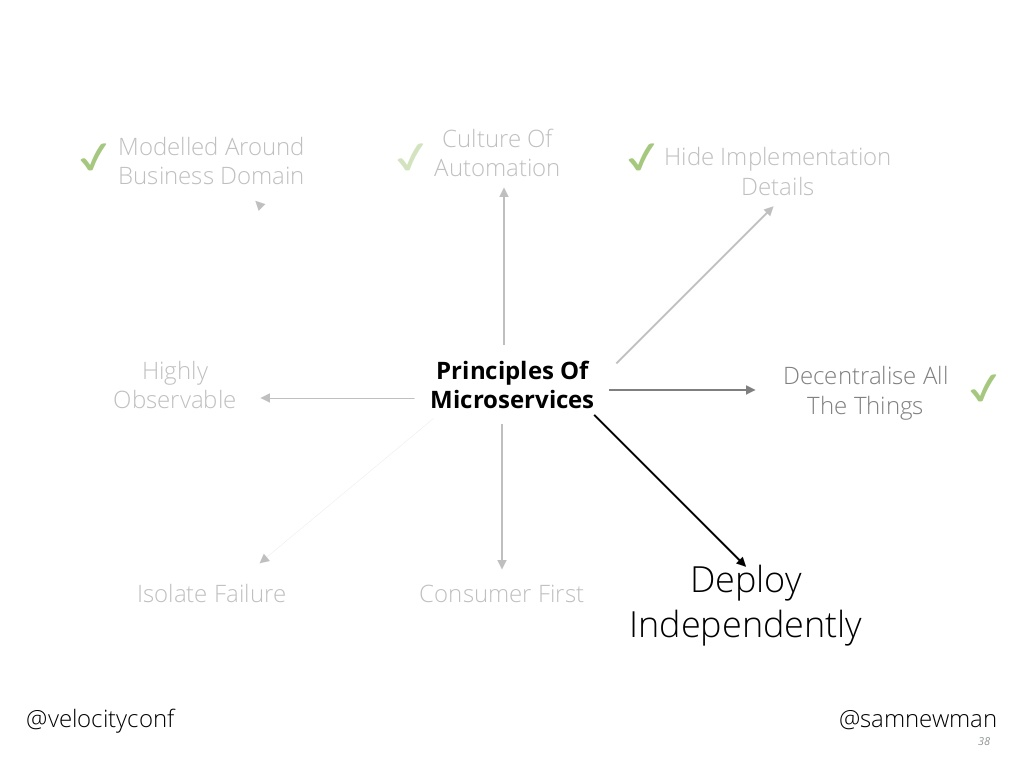 Modelled Around
Business Domain
Culture Of
Automation
Hide Implementation
Details
Highly
Observable
Principles Of
Microservices
Decentralise All
The Things
Isolate Failure
Consumer First
Deploy
Independently
@velocityconf
@samnewman
38